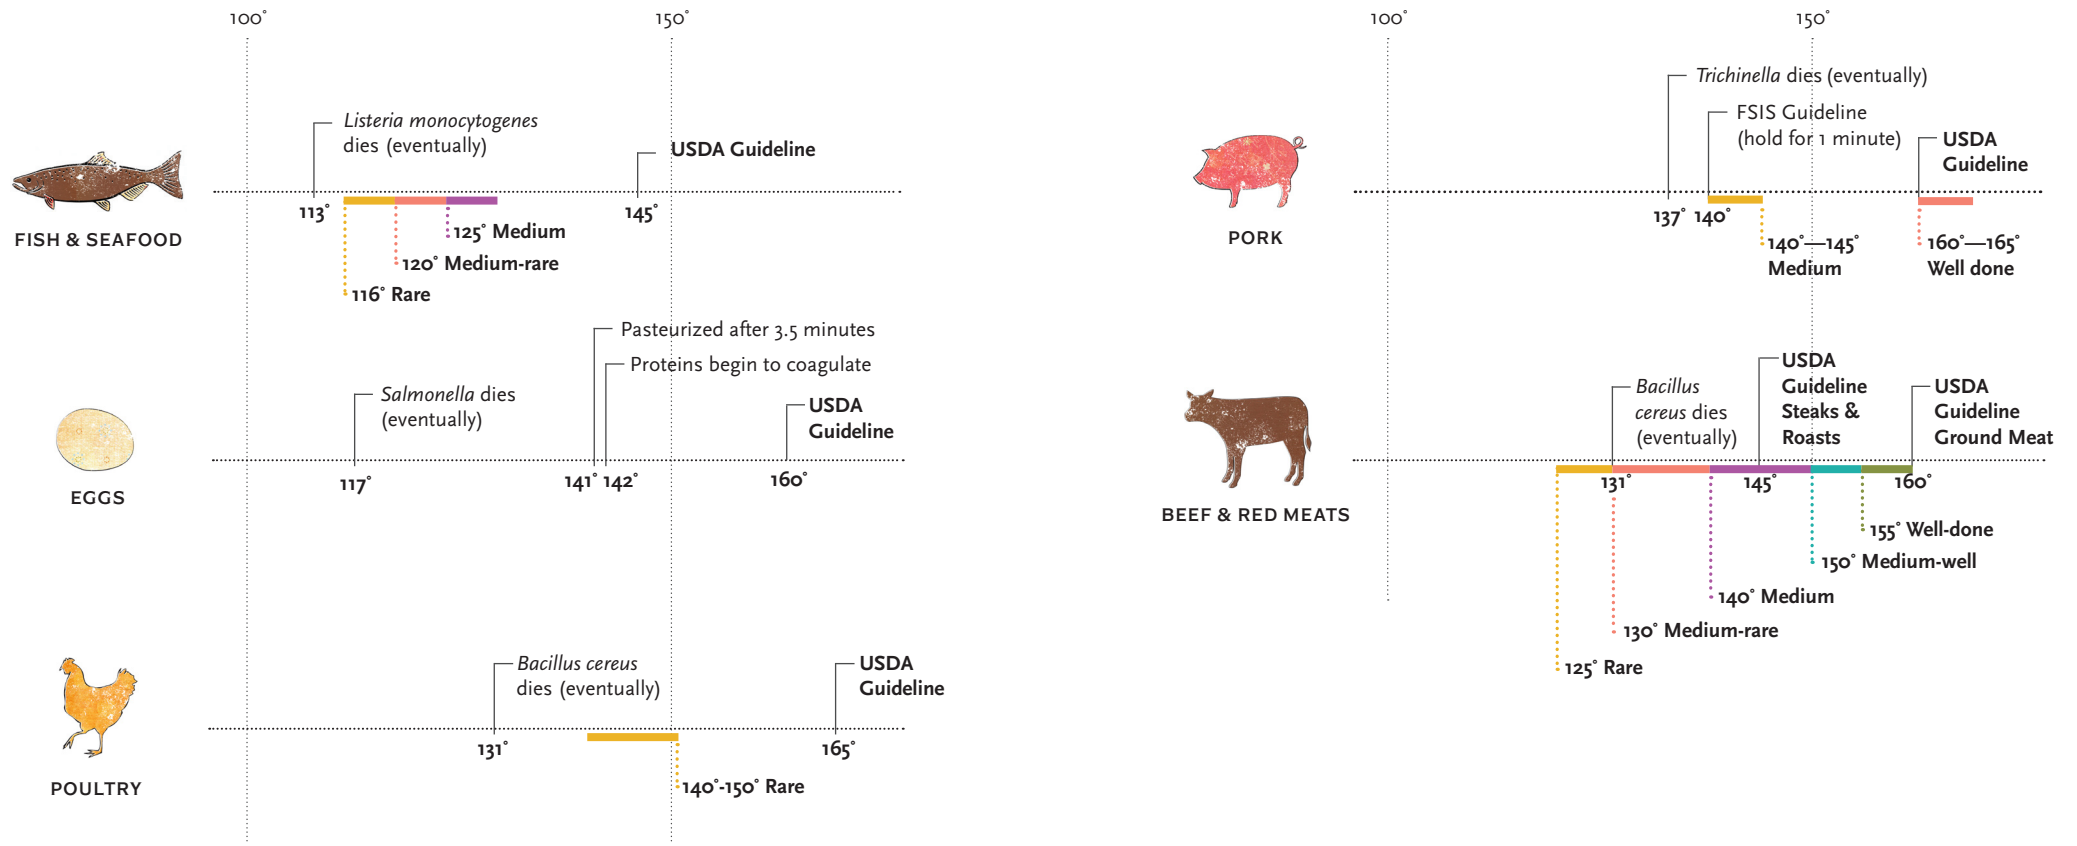 100°
150°
Listeria monocytogenes
dies (eventually)
USDA Guideline
113°
145°
125° Medium
120° Medium-rare
116° Rare
FISH & SEAFOOD
Pasteurized after 3.5 minutes
Proteins begin to coagulate
Salmonella dies
(eventually)
USDA
Guideline
117°
141°
142°
160°
EGGS
Bacillus cereus
dies (eventually)
USDA
Guideline
131°
165°
140°-150° Rare
POULTRY
100°
150°
Trichinella dies (eventually)
FSIS Guideline
(hold for 1 minute)
USDA
Guideline
137°
140°
140°—145°
Medium
160°—165°
Well done
PORK
Bacillus
cereus dies
(eventually)
USDA
Guideline
Steaks &
Roasts
USDA
Guideline
Ground Meat
131°
145°
160°
155° Well-done
150° Medium-well
140° Medium
130° Medium-rare
125° Rare
BEEF & RED MEATS